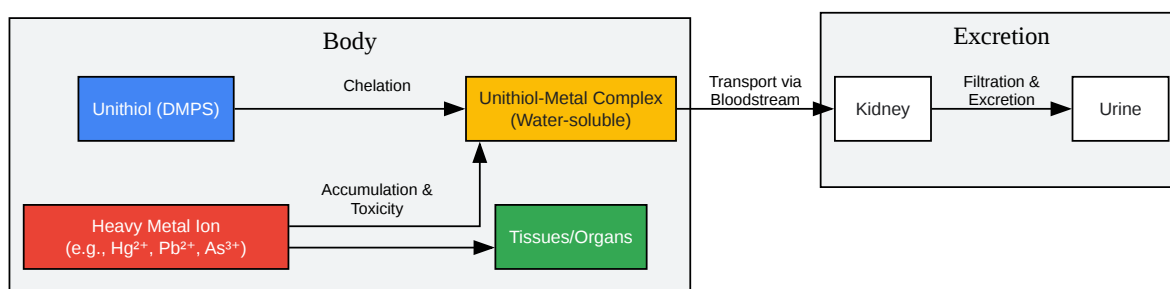 Body
Unithiol (DMPS)
Chelation
Unithiol-Metal Complex
(Water-soluble)
Transport via
Bloodstream
Accumulation &
Toxicity
Heavy Metal Ion
(e.g., Hg²⁺, Pb²⁺, As³⁺)
Tissues/Organs
Excretion
Kidney
Filtration &
Excretion
Urine